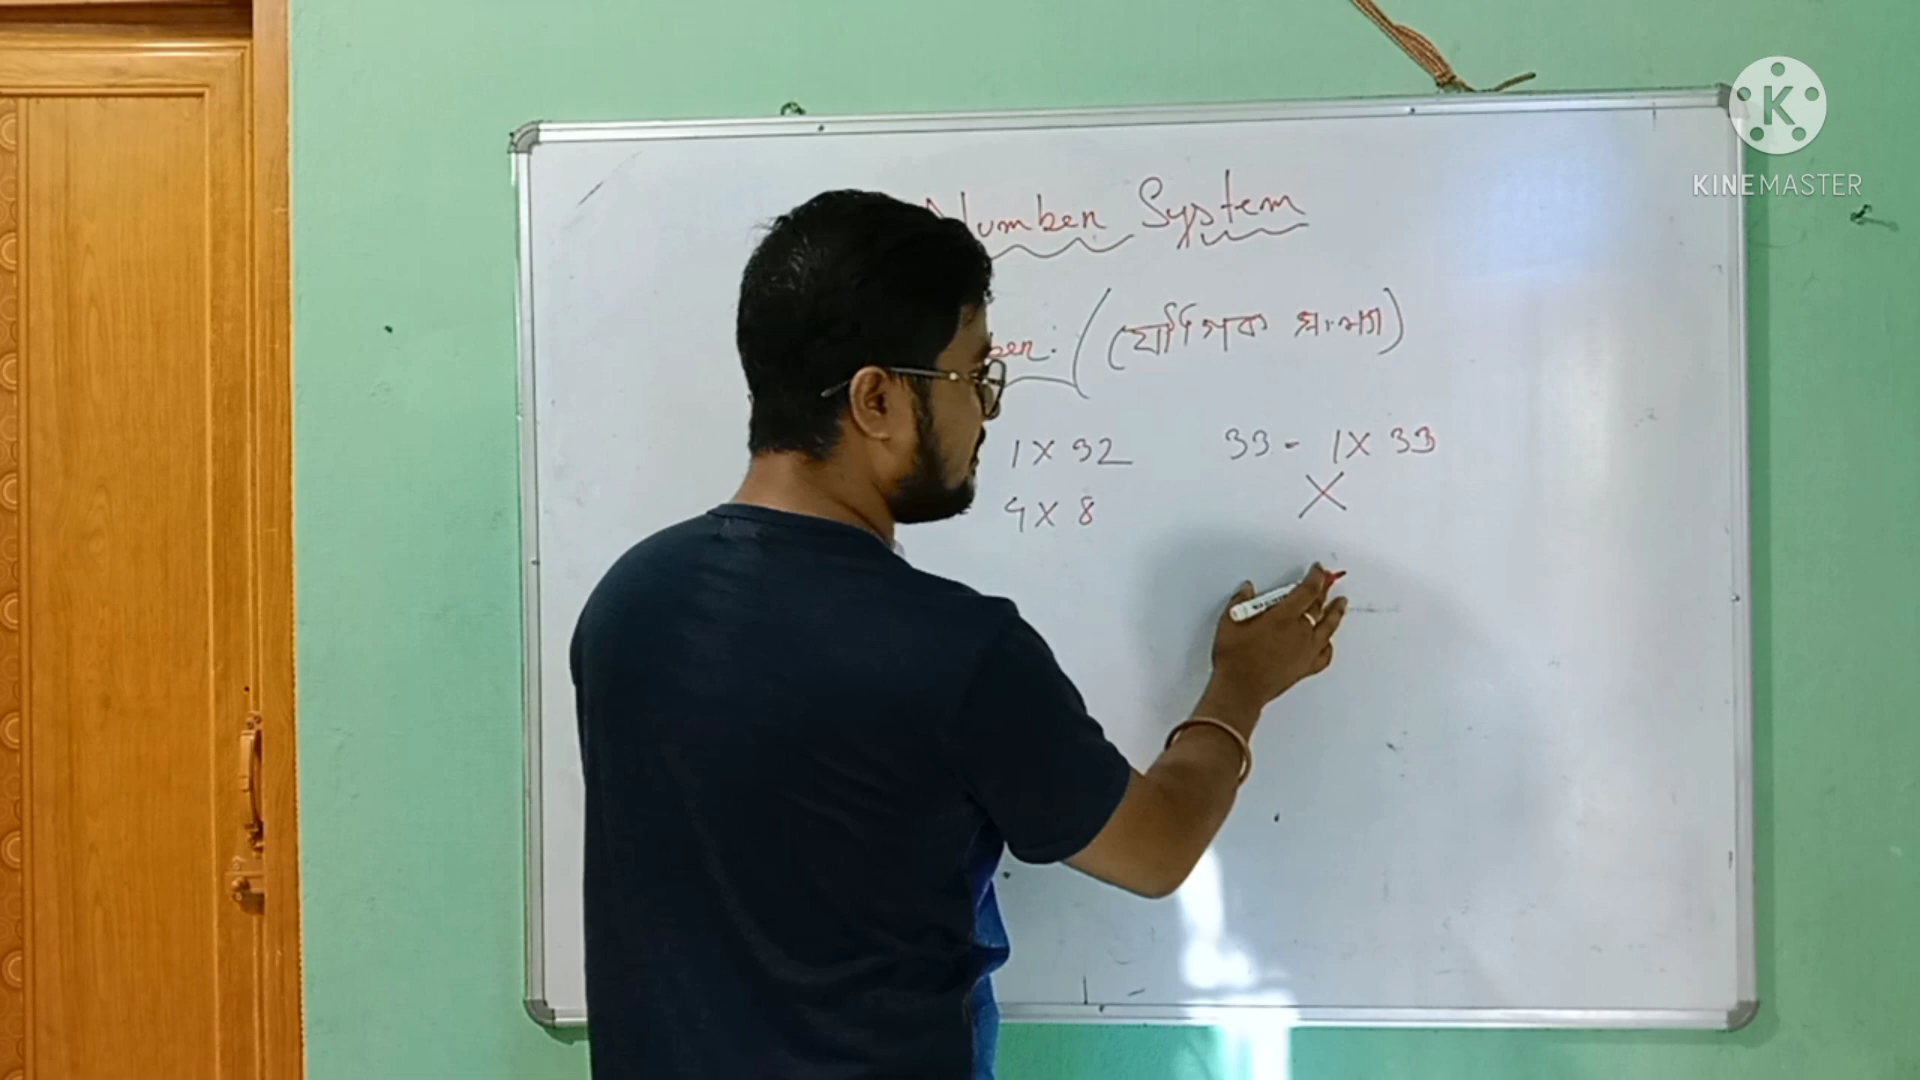 Number System
ber. (যৌগিক সংখ্যা)
1 X 32 33 - 1 X 33
4 X 8 X
KINEMASTER